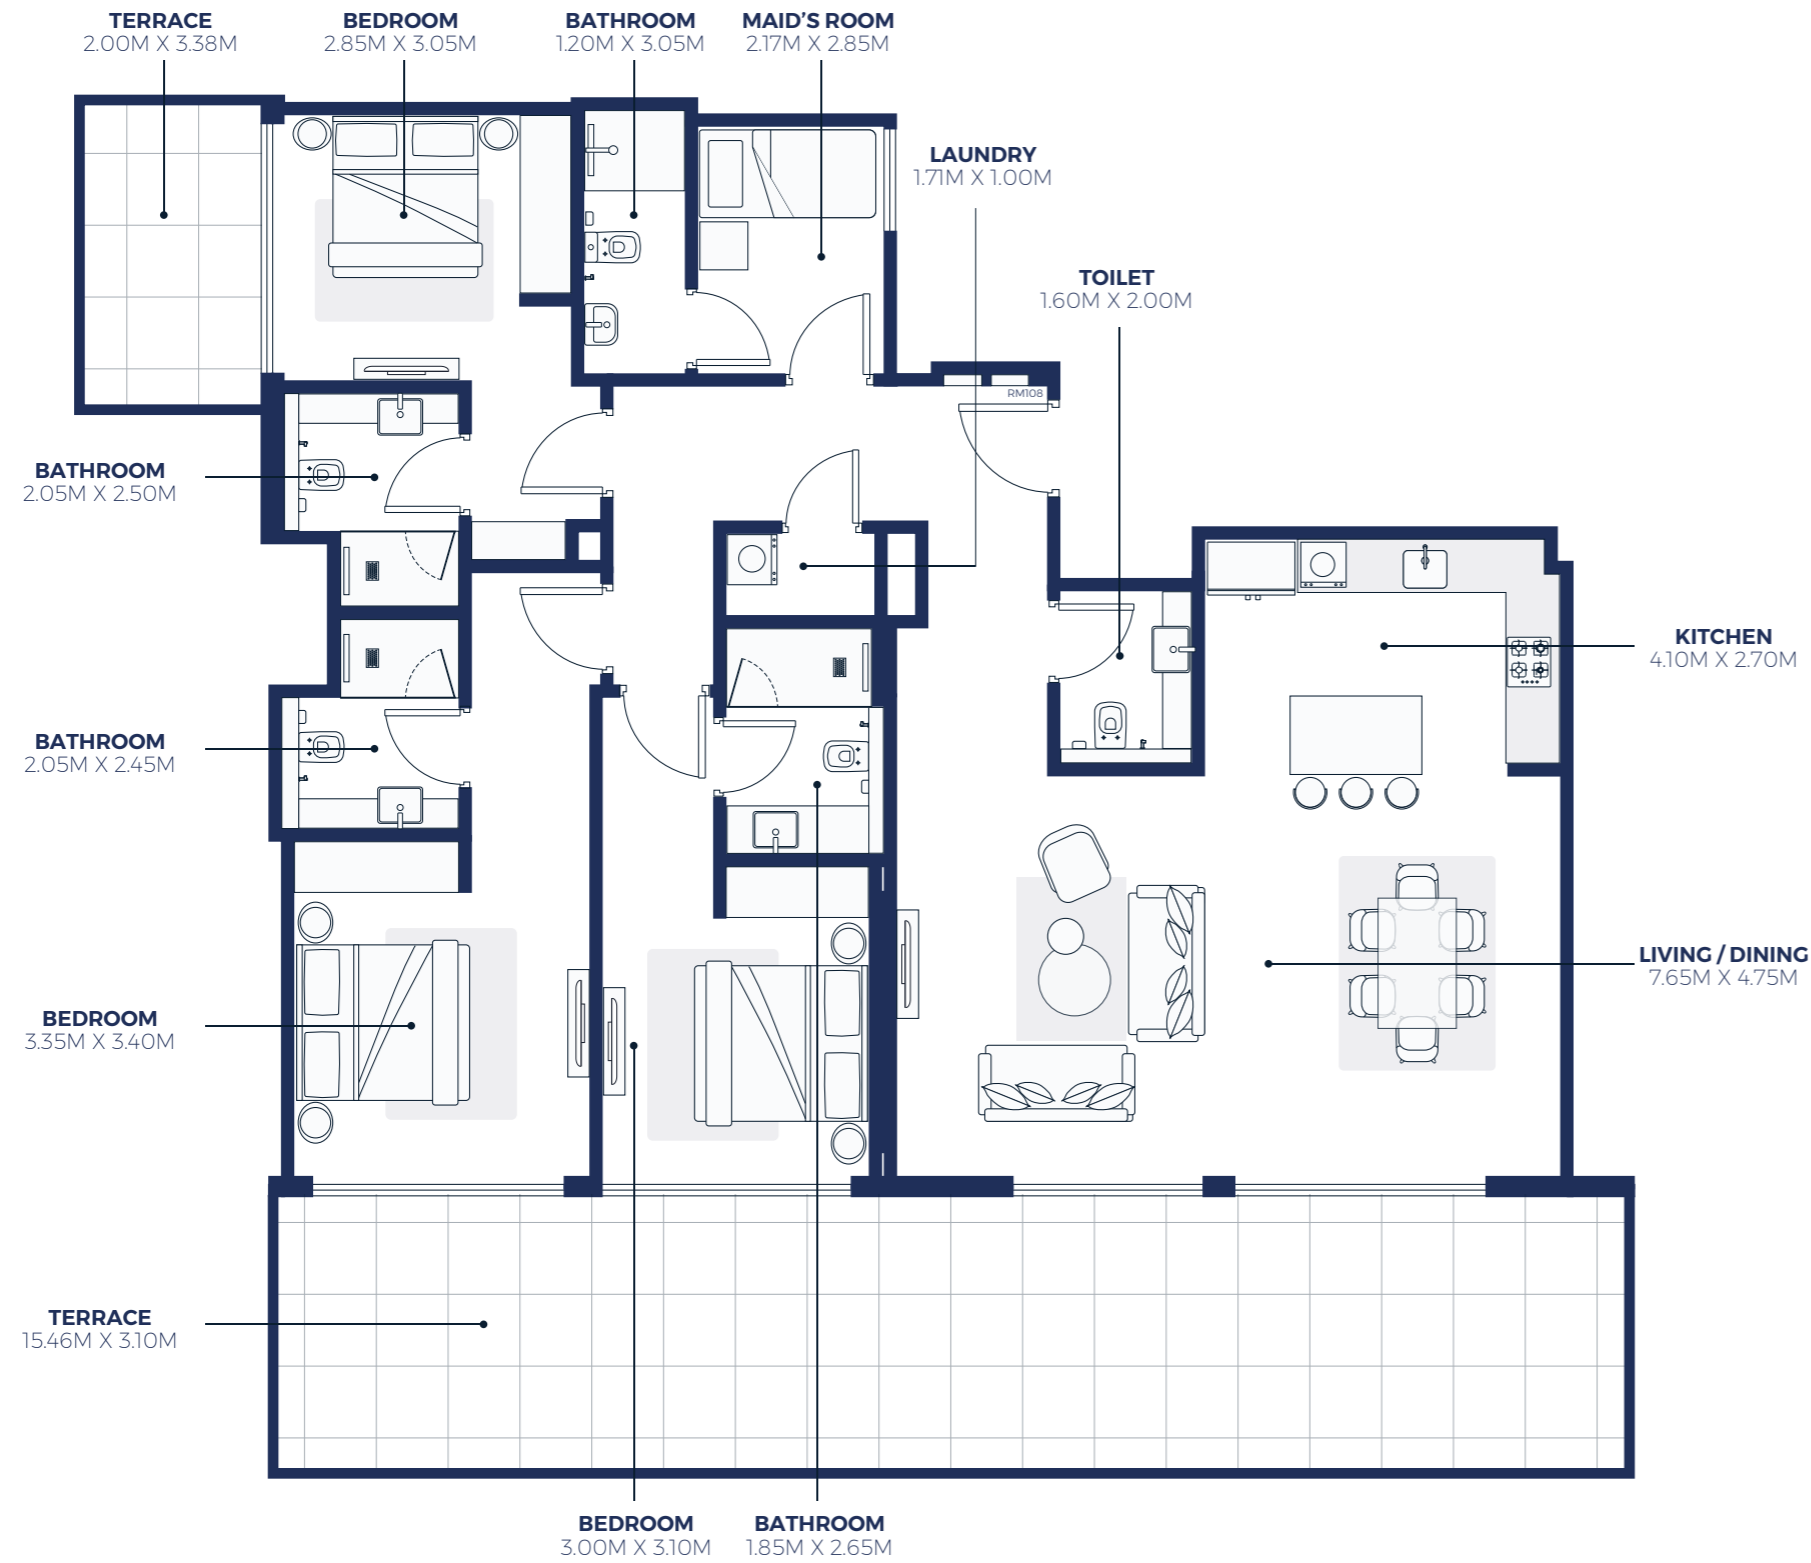 TERRACE
2.00M X 3.38M
BEDROOM
2.85M X 3.05M
BATHROOM
1.20M X 3.05M
MAID’S ROOM
2.17M X 2.85M
LAUNDRY
1.71M X 1.00M
TOILET
1.60M X 2.00M
RM108
BATHROOM
2.05M X 2.50M
KITCHEN
4.10M X 2.70M
BATHROOM
2.05M X 2.45M
LIVING / DINING
7.65M X 4.75M
BEDROOM
3.35M X 3.40M
TERRACE
15.46M X 3.10M
BEDROOM
3.00M X 3.10M
BATHROOM
1.85M X 2.65M